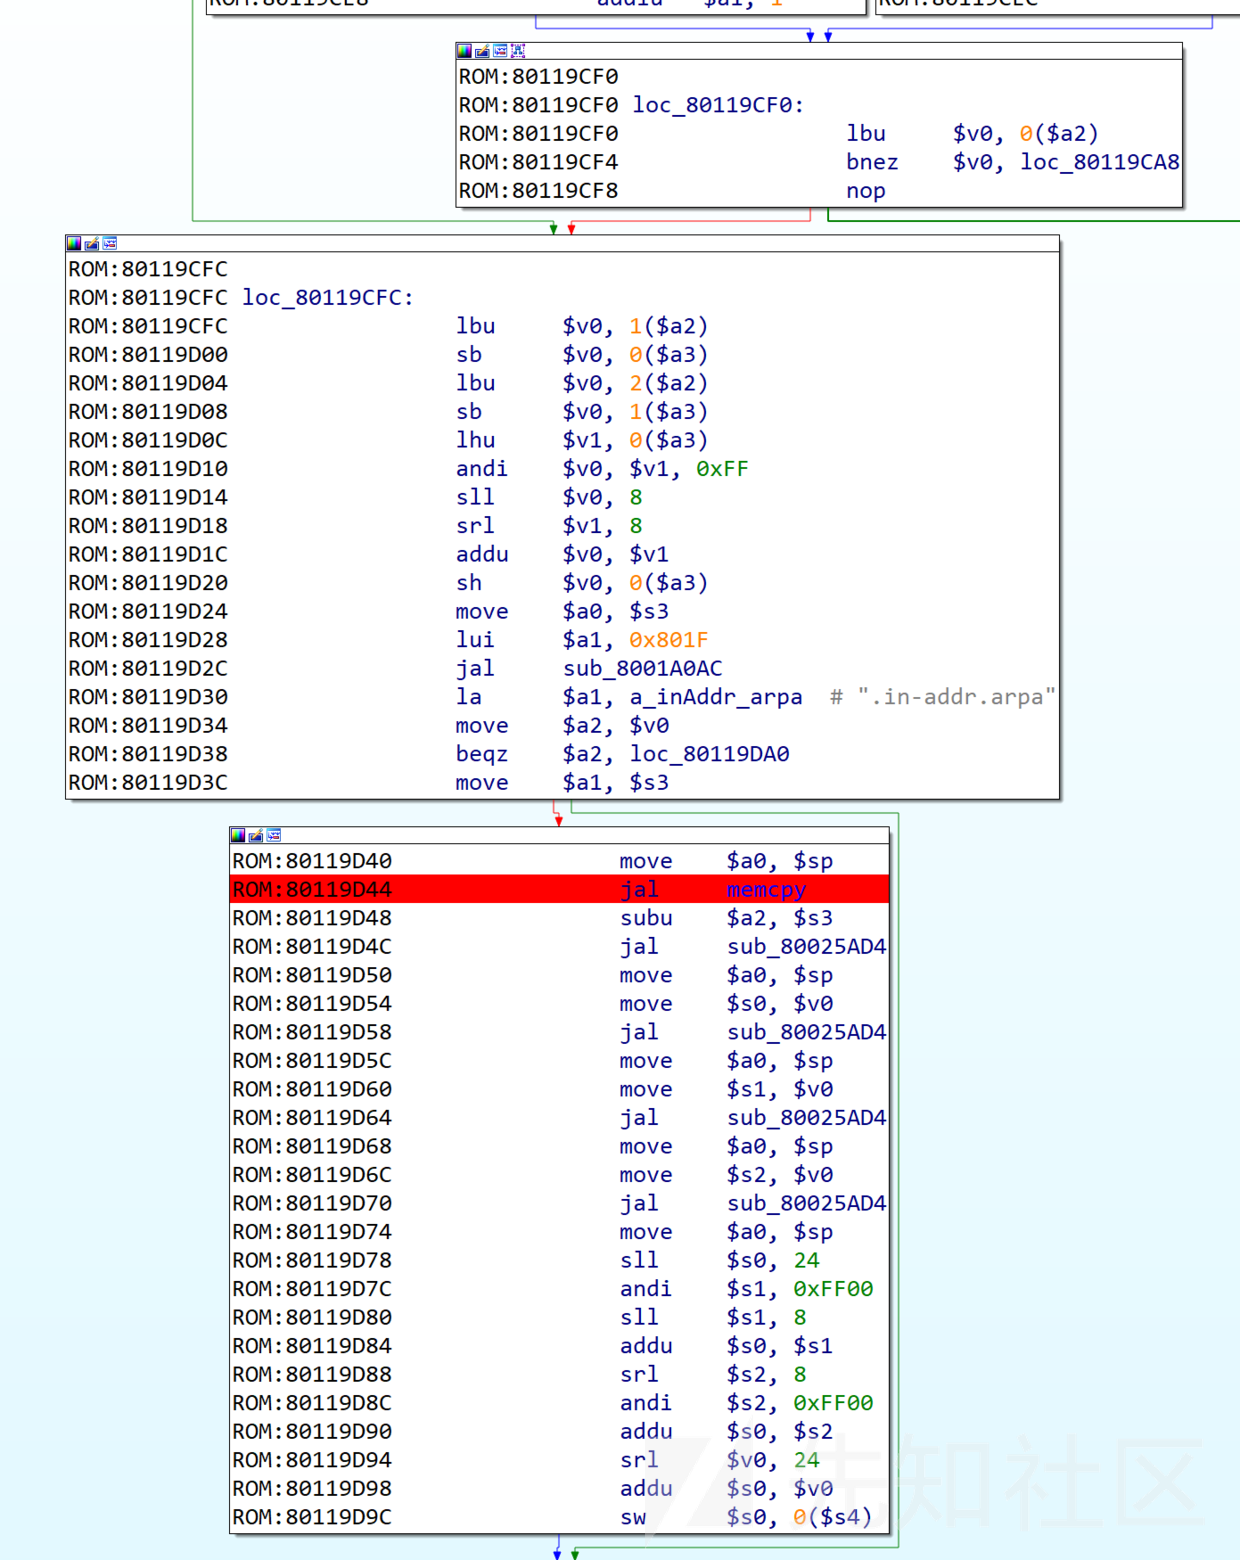 ROM:80119CE8 addiu $a1, 1
ROM:80119CEC
ROM:80119CF0
ROM:80119CF0 loc_80119CF0:
ROM:80119CF0 lbu $v0, 0($a2)
ROM:80119CF4 bnez $v0, loc_80119CA8
ROM:80119CF8 nop
ROM:80119CFC
ROM:80119CFC loc_80119CFC:
ROM:80119CFC lbu $v0, 1($a2)
ROM:80119D00 sb $v0, 0($a3)
ROM:80119D04 lbu $v0, 2($a2)
ROM:80119D08 sb $v0, 1($a3)
ROM:80119D0C lhu $v1, 0($a3)
ROM:80119D10 andi $v0, $v1, 0xFF
ROM:80119D14 sll $v0, 8
ROM:80119D18 srl $v1, 8
ROM:80119D1C addu $v0, $v1
ROM:80119D20 sh $v0, 0($a3)
ROM:80119D24 move $a0, $s3
ROM:80119D28 lui $a1, 0x801F
ROM:80119D2C jal sub_8001A0AC
ROM:80119D30 la $a1, a_inAddr_arpa # ".in-addr.arpa"
ROM:80119D34 move $a2, $v0
ROM:80119D38 beqz $a2, loc_80119DA0
ROM:80119D3C move $a1, $s3
ROM:80119D40 move $a0, $sp
ROM:80119D44 jal memcpy
ROM:80119D48 subu $a2, $s3
ROM:80119D4C jal sub_80025AD4
ROM:80119D50 move $a0, $sp
ROM:80119D54 move $s0, $v0
ROM:80119D58 jal sub_80025AD4
ROM:80119D5C move $a0, $sp
ROM:80119D60 move $s1, $v0
ROM:80119D64 jal sub_80025AD4
ROM:80119D68 move $a0, $sp
ROM:80119D6C move $s2, $v0
ROM:80119D70 jal sub_80025AD4
ROM:80119D74 move $a0, $sp
ROM:80119D78 sll $s0, 24
ROM:80119D7C andi $s1, 0xFF00
ROM:80119D80 sll $s1, 8
ROM:80119D84 addu $s0, $s1
ROM:80119D88 srl $s2, 8
ROM:80119D8C andi $s2, 0xFF00
ROM:80119D90 addu $s0, $s2
ROM:80119D94 srl $v0, 24
ROM:80119D98 addu $s0, $v0
ROM:80119D9C sw $s0, 0($s4)
先知社区